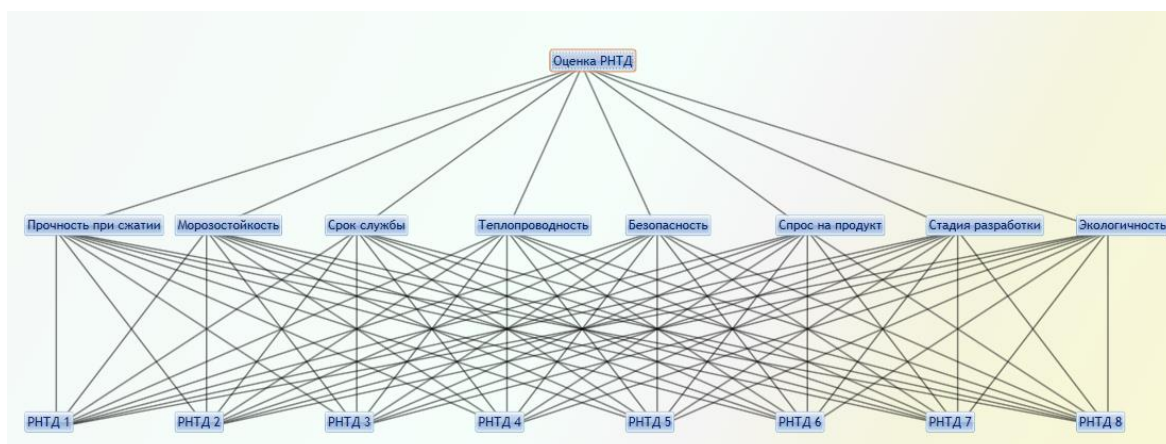 Оценка РНТД
Прочность при сжатии
Морозостойкость
Срок службы
Теплопроводность
Безопасность
Спрос на продукт
Стадия разработки
Экологичность
РНТД 1
РНТД 2
РНТД 3
РНТД 4
РНТД 5
РНТД 6
РНТД 7
РНТД 8